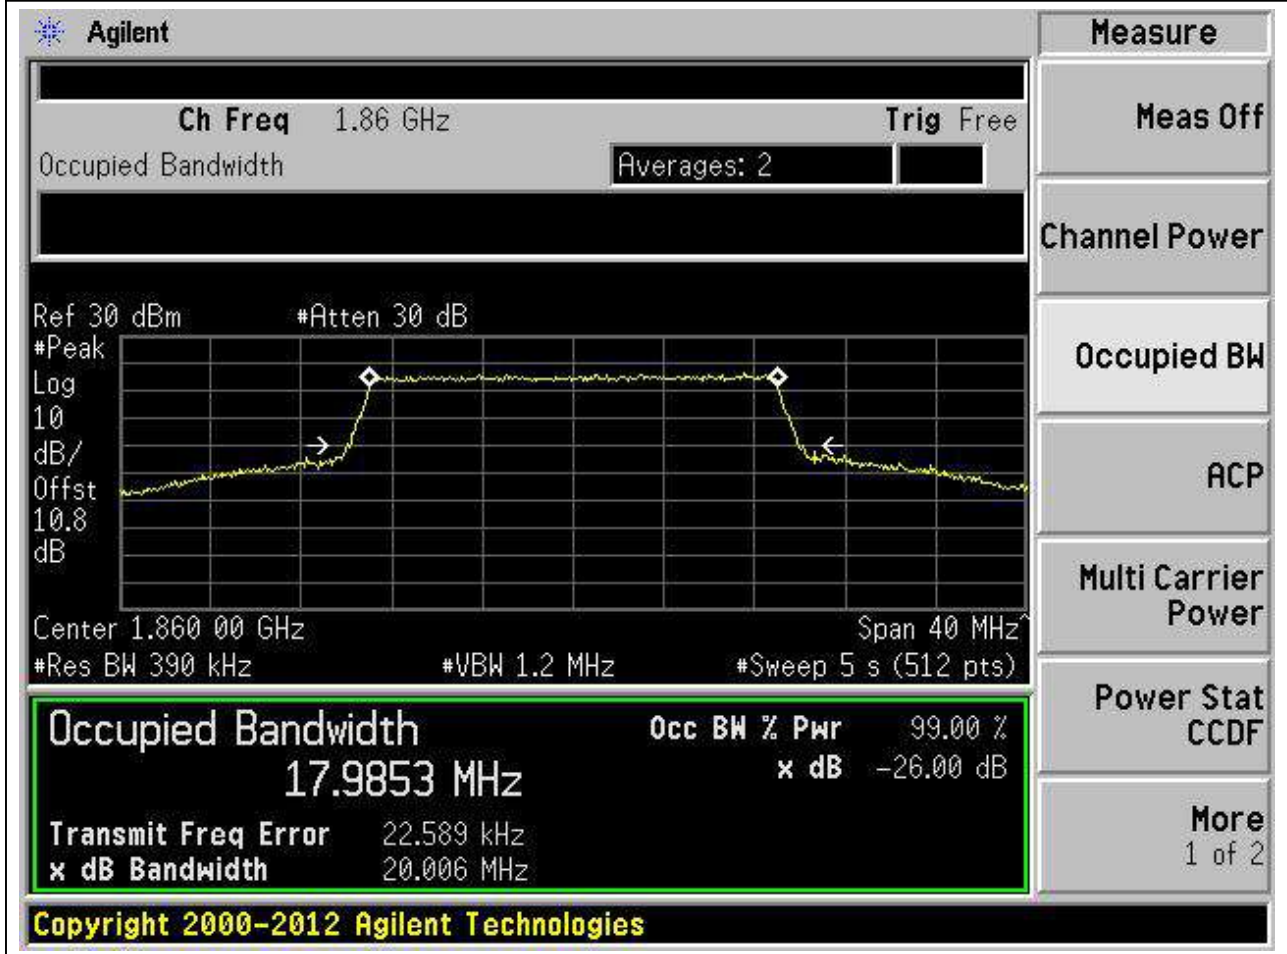 Agilent
Measure
Ch Freq 1.86 GHz Trig Free
Meas Off
Occupied Bandwidth Averages: 2
Channel Power
Ref 30 dBm #Atten 30 dB
#Peak
Log
10
dB/
Offst
10.8
dB
Occupied BW
ACP
Multi Carrier
Power
Center 1.860 00 GHz Span 40 MHz^
#Res BW 390 kHz #VBW 1.2 MHz #Sweep 5 s (512 pts)
Occupied Bandwidth Occ BW % Pwr 99.00 %
17.9853 MHz x dB -26.00 dB
Transmit Freq Error 22.589 kHz
x dB Bandwidth 20.006 MHz
Power Stat
CCDF
More
1 of 2
Copyright 2000-2012 Agilent Technologies